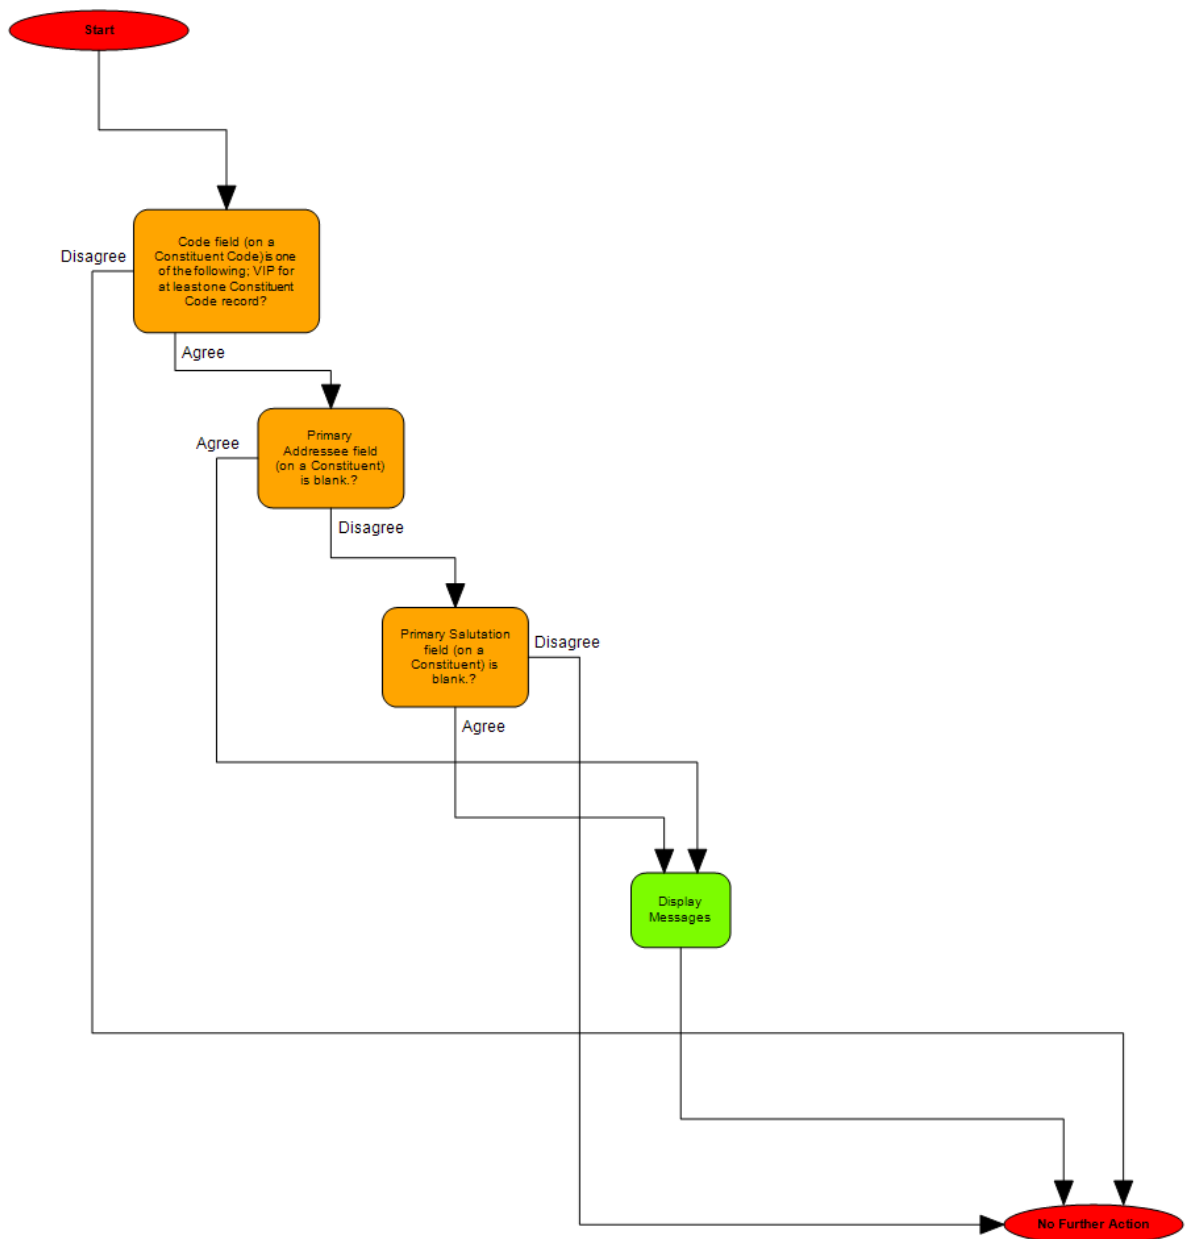 Start
Disagree
Code field (on a
Constituent Code) is one
of the following; VIP for
at least one Constituent
Code record?
Agree
Agree
Primary
Addressee field
(on a Constituent)
is blank.?
Disagree
Primary Salutation
field (on a
Constituent) is
blank.?
Disagree
Agree
Display
Messages
No Further Action